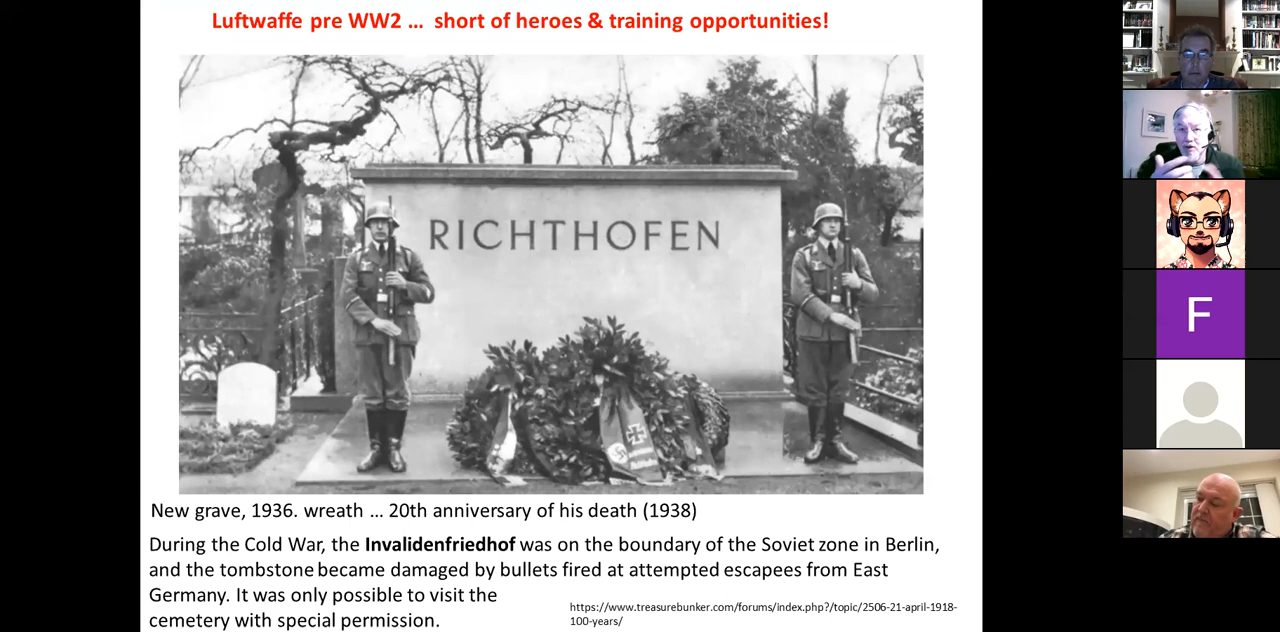 Luftwaffe pre WW2 … short of heroes & training opportunities!
RICHTHOFEN
New grave, 1936. wreath … 20th anniversary of his death (1938)
During the Cold War, the Invalidenfriedhof was on the boundary of the Soviet zone in Berlin,
and the tombstone became damaged by bullets fired at attempted escapees from East
Germany. It was only possible to visit the
cemetery with special permission.
https://www.treasurebunker.com/forums/index.php?/topic/2506-21-april-1918-
100-years/
F